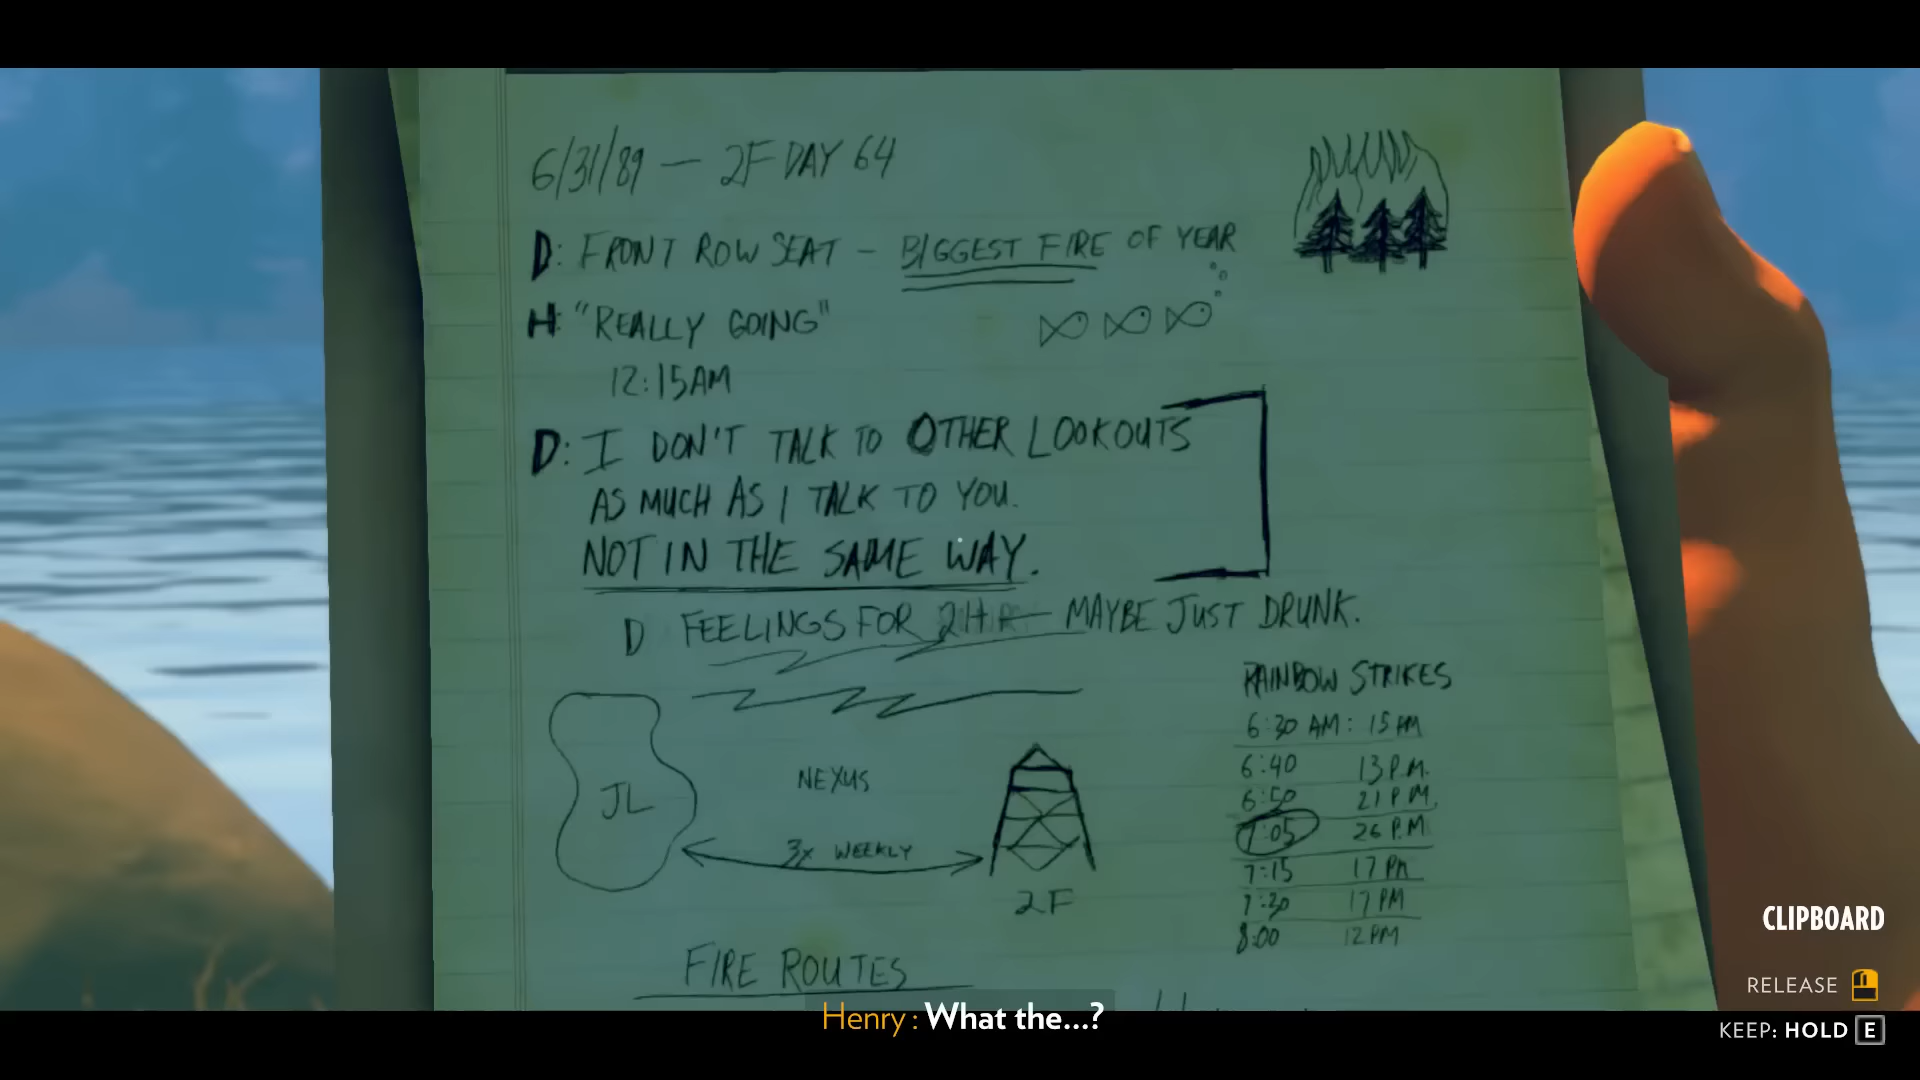 6/31/89 — 2F DAY 64
D: FRONT ROW SEAT - BIGGEST FIRE OF YEAR
H: "REALLY GOING"
12:15AM
D: I DON'T TALK TO OTHER LOOKOUTS
AS MUCH AS I TALK TO YOU.
NOT IN THE SAME WAY.
D FEELINGS FOR — MAYBE JUST DRUNK.
RAINBOW STRIKES
6:30 AM: 15 PM
6:40 13 P.M.
6:50 21 P.M.
7:05 26 P.M
7:15 17 PM
7:30 17 PM
8:00 12 PM
JL
NEXUS
3x WEEKLY
2F
FIRE ROUTES
CLIPBOARD
RELEASE
Henry: What the...?
KEEP: HOLD E